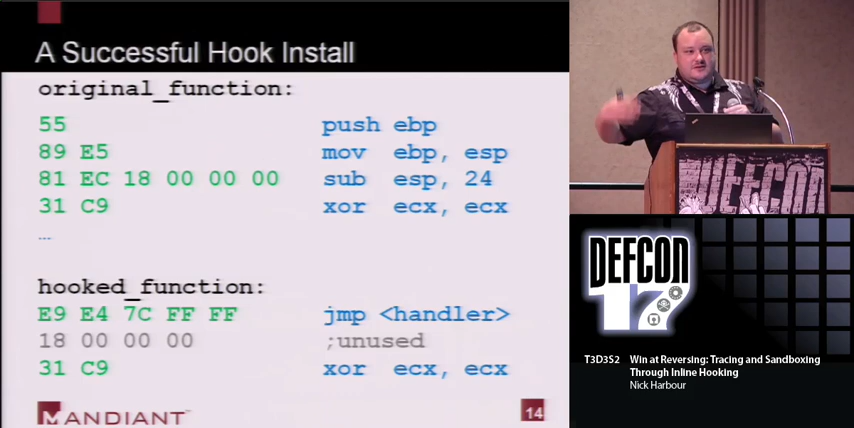 A Successful Hook Install
original_function:
55 push ebp
89 E5 mov ebp, esp
81 EC 18 00 00 00 sub esp, 24
31 C9 xor ecx, ecx
...
hooked_function:
E9 E4 7C FF FF jmp <handler>
18 00 00 00 ;unused
31 C9 xor ecx, ecx
MANDIANT
14
DEFCON
DEFCON
17
T3D3S2 Win at Reversing: Tracing and Sandboxing
Through Inline Hooking
Nick Harbour